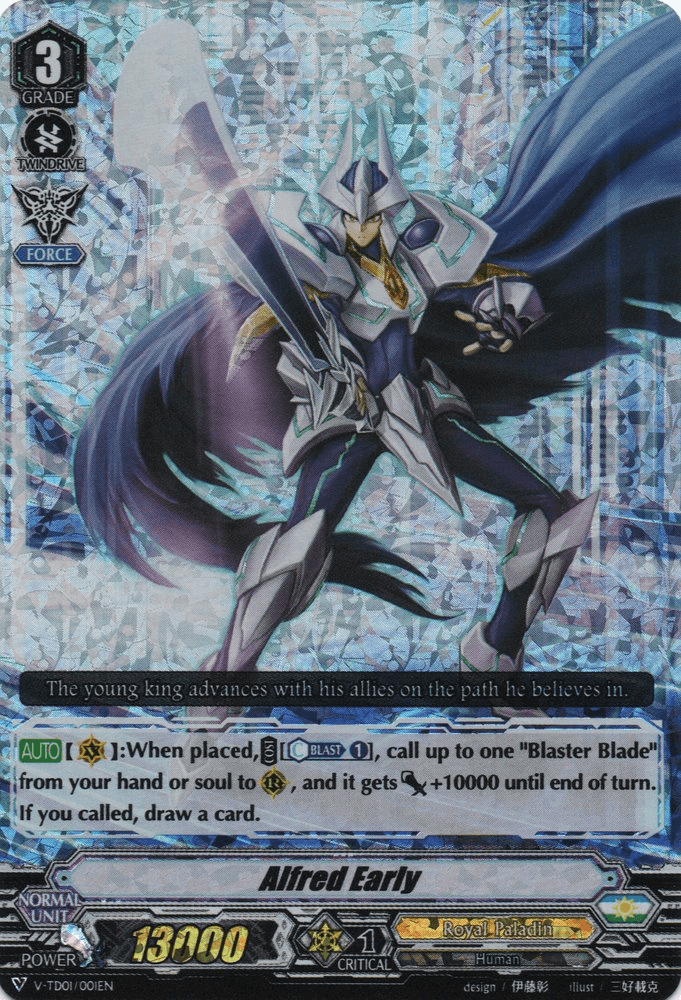 3
GRADE
TWINDRIVE
FORCE
The young king advances with his allies on the path he believes in.
AUTO [ V ]:When placed, COST [C BLAST 1], call up to one "Blaster Blade"
from your hand or soul to R , and it gets +10000 until end of turn.
If you called, draw a card.
Alfred Early
NORMAL
UNIT
POWER 13000 1 CRITICAL
Royal Paladin
Human
V-TD01/001EN design / 伊藤彰 illust / 三好載克